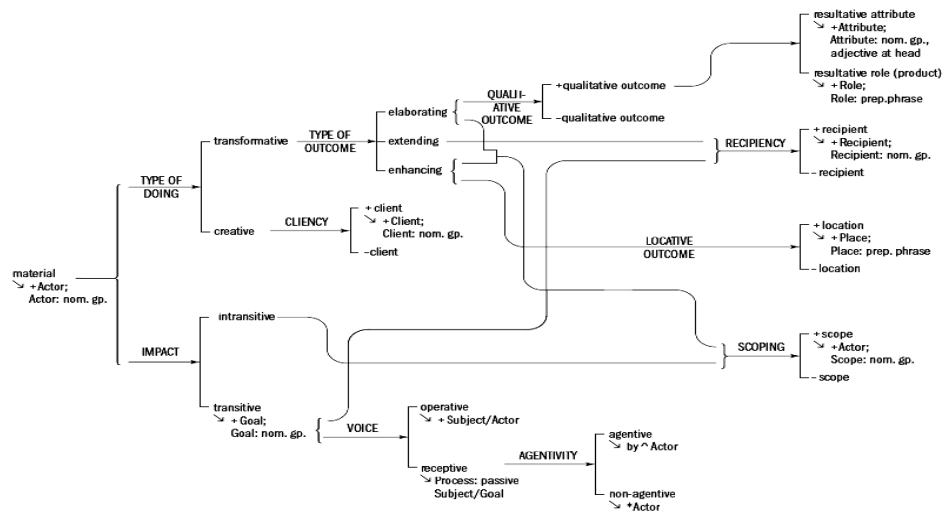 resultative attribute
↘ +Attribute;
Attribute: nom. gp.,
adjective at head
resultative role (product)
↘ + Role;
Role: prep.phrase
QUALIT-
ATIVE
OUTCOME
+qualitative outcome
–qualitative outcome
elaborating
extending
enhancing
TYPE OF
OUTCOME
transformative
RECIPIENCY
+ recipient
↘ + Recipient;
Recipient: nom. gp.
– recipient
TYPE OF
DOING
creative
CLIENCY
+ client
↘ + Client;
Client: nom. gp.
–client
LOCATIVE
OUTCOME
+ location
↘ + Place;
Place: prep. phrase
– location
material
↘ +Actor;
Actor: nom. gp.
IMPACT
intransitive
SCOPING
+ scope
↘ +Actor;
Scope: nom. gp.
– scope
transitive
↘ + Goal;
Goal: nom. gp.
VOICE
operative
↘ + Subject/Actor
receptive
↘ Process: passive
Subject/Goal
AGENTIVITY
agentive
↘ by ^ Actor
non-agentive
↘ *Actor